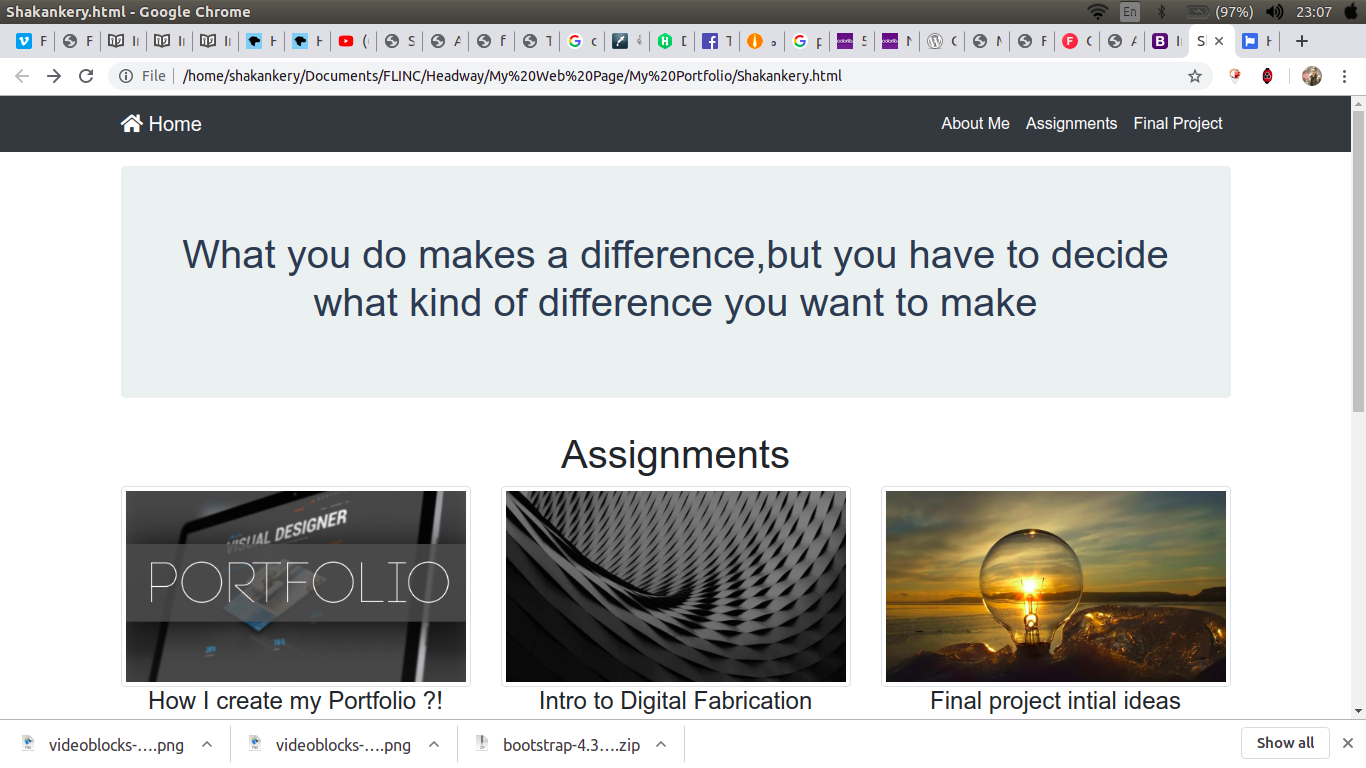 Shakankery.html - Google Chrome
En (97%) 23:07
File /home/shakankery/Documents/FLINC/Headway/My%20Web%20Page/My%20Portfolio/Shakankery.html
Home About Me Assignments Final Project
What you do makes a difference,but you have to decide
what kind of difference you want to make
Assignments
VISUAL DESIGNER
PORTFOLIO
How I create my Portfolio ?!
Intro to Digital Fabrication
Final project intial ideas
videoblocks-....png videoblocks-....png bootstrap-4.3....zip Show all